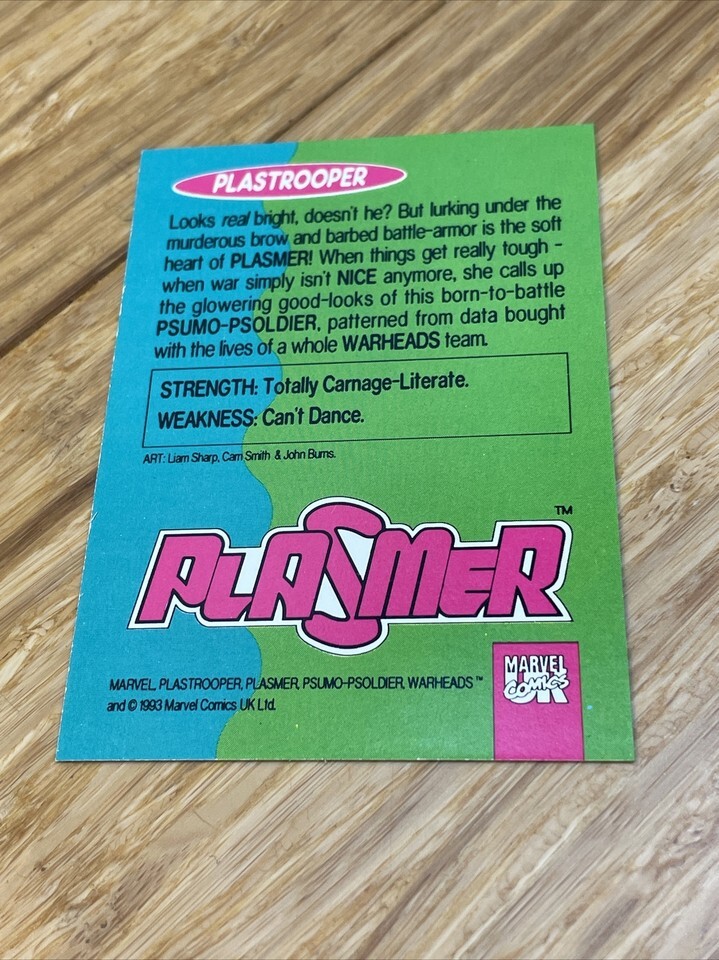 PLASTROOPER
Looks real bright, doesn't he? But lurking under the
murderous brow and barbed battle-armor is the soft
heart of PLASMER! When things get really tough -
when war simply isn't NICE anymore, she calls up
the glowering good-looks of this born-to-battle
PSUMO-PSOLDIER, patterned from data bought
with the lives of a whole WARHEADS team.
STRENGTH: Totally Carnage-Literate.
WEAKNESS: Can't Dance.
ART: Liam Sharp, Cam Smith & John Burns.
PLASMER™
MARVEL, PLASTROOPER, PLASMER, PSUMO-PSOLDIER, WARHEADS™
and © 1993 Marvel Comics UK Ltd.
MARVEL
COMICS
UK